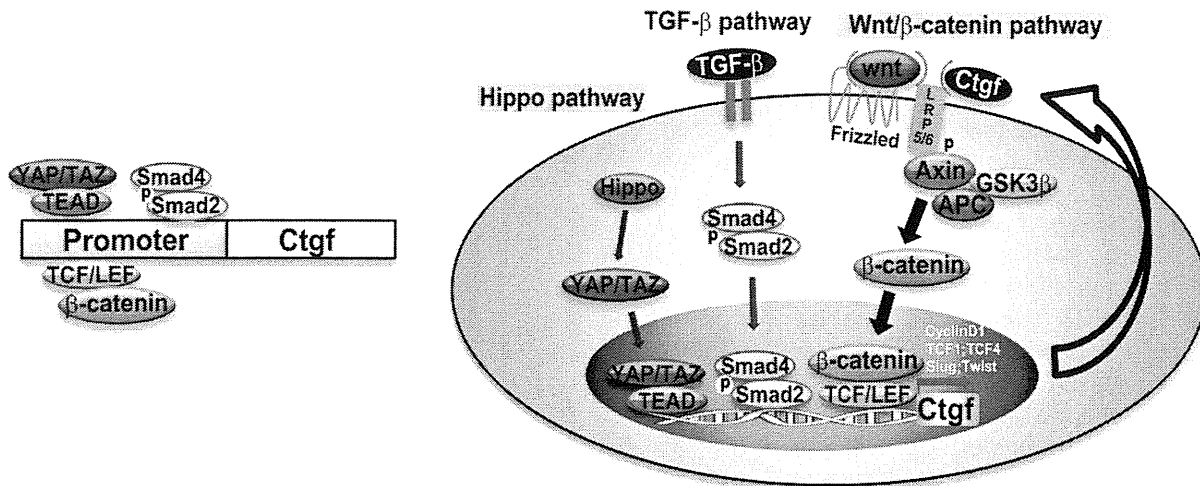 YAP/TAZ
TEAD
Smad4
p
Smad2
Promoter
Ctgf
TCF/LEF
β-catenin
TGF-β pathway
Wnt/β-catenin pathway
Hippo pathway
TGF-β
wnt
Ctgf
Frizzled
L
R
P
5/6
p
Axin
GSK3β
APC
Hippo
Smad4
p
Smad2
β-catenin
YAP/TAZ
CyclinD1
TCF1;TCF4
Slug;Twist
YAP/TAZ
TEAD
Smad4
p
Smad2
β-catenin
TCF/LEF
Ctgf